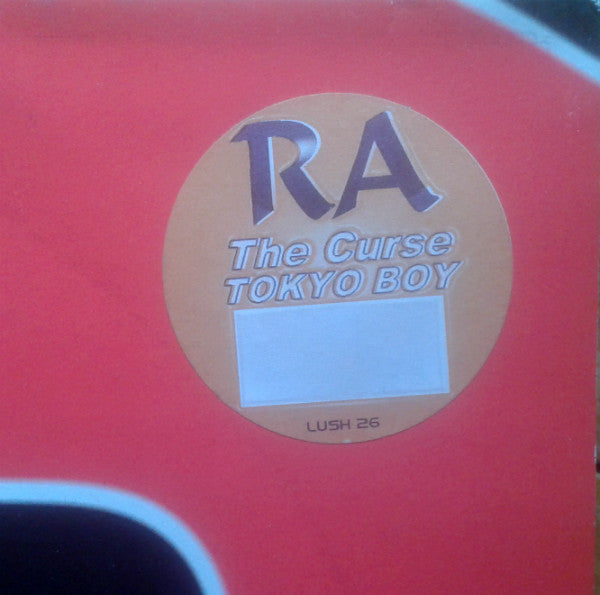 RA
The Curse
TOKYO BOY
LUSH 26